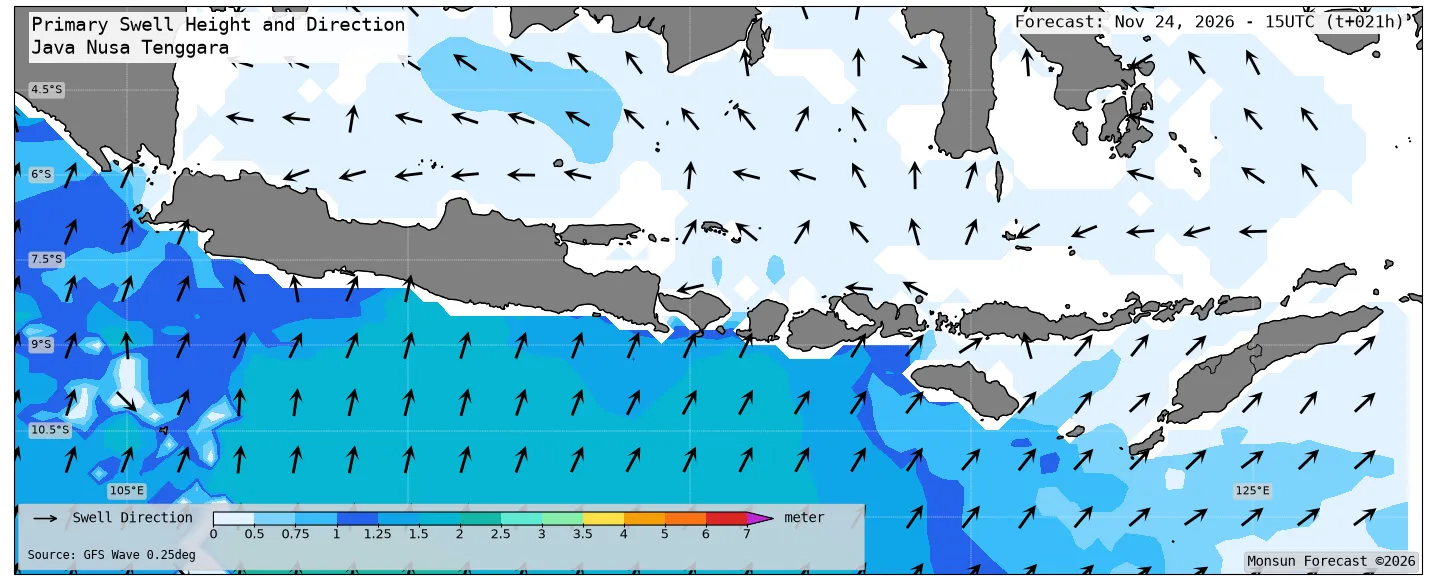 Primary Swell Height and Direction
Java Nusa Tenggara
Forecast: Nov 24, 2026 - 15UTC (t+021h)
4.5°S
6°S
7.5°S
9°S
10.5°S
105°E
125°E
Swell Direction
0 0.5 0.75 1 1.25 1.5 2 2.5 3 3.5 4 5 6 7
meter
Source: GFS Wave 0.25deg
Monsun Forecast ©2026